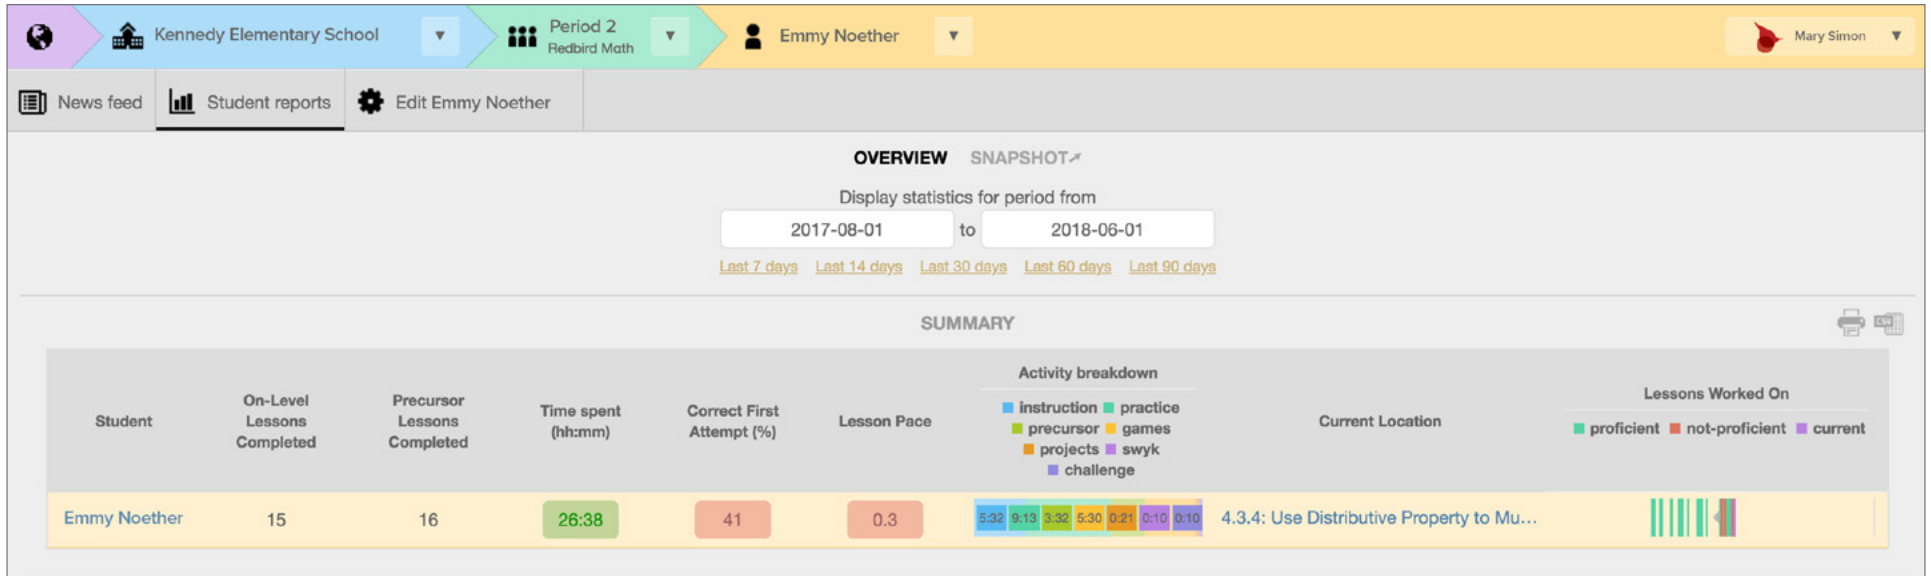 Kennedy Elementary School ▼
Period 2 ▼
Redbird Math
Emmy Noether ▼
Mary Simon ▼
News feed
Student reports
Edit Emmy Noether
OVERVIEW SNAPSHOT
Display statistics for period from
2017-08-01 to 2018-06-01
Last 7 days Last 14 days Last 30 days Last 60 days Last 90 days
SUMMARY
CSV
Student
On-Level
Lessons
Completed
Precursor
Lessons
Completed
Time spent
(hh:mm)
Correct First
Attempt (%)
Lesson Pace
Activity breakdown
instruction practice
precursor games
projects swyk
challenge
Current Location
Lessons Worked On
proficient not-proficient current
Emmy Noether 15 16 26:38 41 0.3 5:32 9:13 3:32 5:30 0:21 0:10 0:10 4.3.4: Use Distributive Property to Mu...